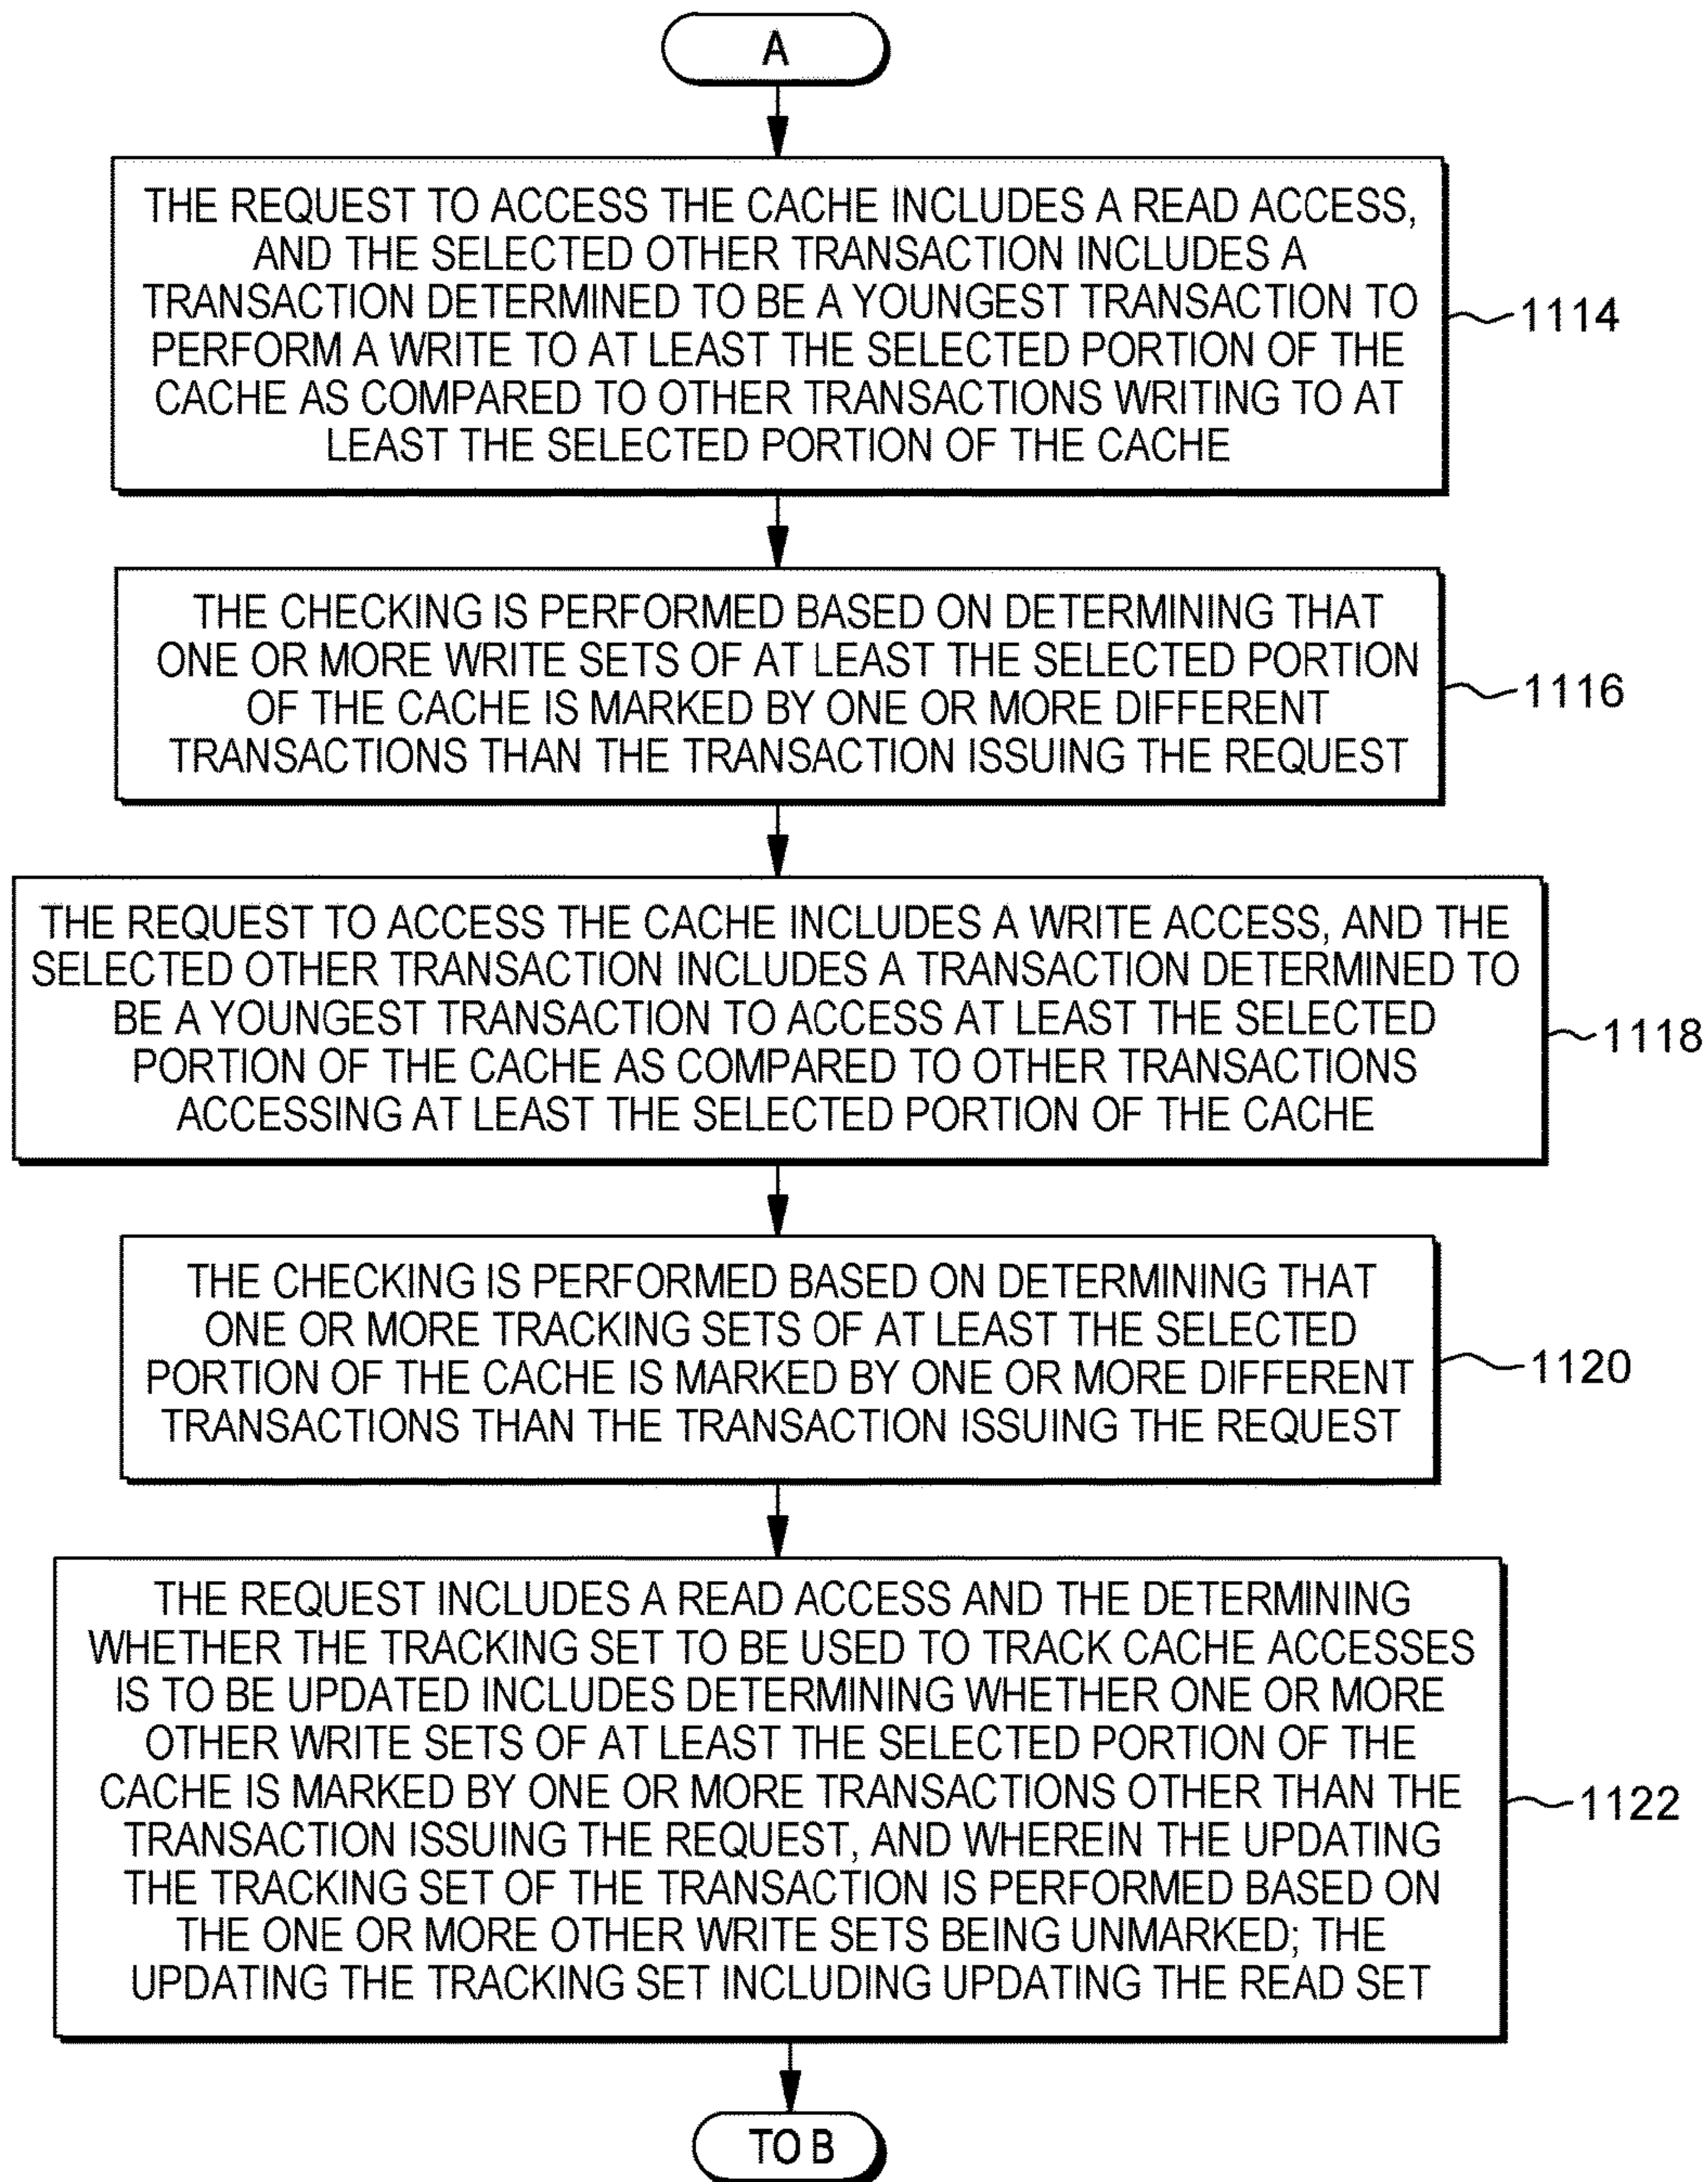 A
THE REQUEST TO ACCESS THE CACHE INCLUDES A READ ACCESS,
AND THE SELECTED OTHER TRANSACTION INCLUDES A
TRANSACTION DETERMINED TO BE A YOUNGEST TRANSACTION TO
PERFORM A WRITE TO AT LEAST THE SELECTED PORTION OF THE
CACHE AS COMPARED TO OTHER TRANSACTIONS WRITING TO AT
LEAST THE SELECTED PORTION OF THE CACHE
1114
THE CHECKING IS PERFORMED BASED ON DETERMINING THAT
ONE OR MORE WRITE SETS OF AT LEAST THE SELECTED PORTION
OF THE CACHE IS MARKED BY ONE OR MORE DIFFERENT
TRANSACTIONS THAN THE TRANSACTION ISSUING THE REQUEST
1116
THE REQUEST TO ACCESS THE CACHE INCLUDES A WRITE ACCESS, AND THE
SELECTED OTHER TRANSACTION INCLUDES A TRANSACTION DETERMINED TO
BE A YOUNGEST TRANSACTION TO ACCESS AT LEAST THE SELECTED
PORTION OF THE CACHE AS COMPARED TO OTHER TRANSACTIONS
ACCESSING AT LEAST THE SELECTED PORTION OF THE CACHE
1118
THE CHECKING IS PERFORMED BASED ON DETERMINING THAT
ONE OR MORE TRACKING SETS OF AT LEAST THE SELECTED
PORTION OF THE CACHE IS MARKED BY ONE OR MORE DIFFERENT
TRANSACTIONS THAN THE TRANSACTION ISSUING THE REQUEST
1120
THE REQUEST INCLUDES A READ ACCESS AND THE DETERMINING
WHETHER THE TRACKING SET TO BE USED TO TRACK CACHE ACCESSES
IS TO BE UPDATED INCLUDES DETERMINING WHETHER ONE OR MORE
OTHER WRITE SETS OF AT LEAST THE SELECTED PORTION OF THE
CACHE IS MARKED BY ONE OR MORE TRANSACTIONS OTHER THAN THE
TRANSACTION ISSUING THE REQUEST, AND WHEREIN THE UPDATING
THE TRACKING SET OF THE TRANSACTION IS PERFORMED BASED ON
THE ONE OR MORE OTHER WRITE SETS BEING UNMARKED; THE
UPDATING THE TRACKING SET INCLUDING UPDATING THE READ SET
1122
TO B